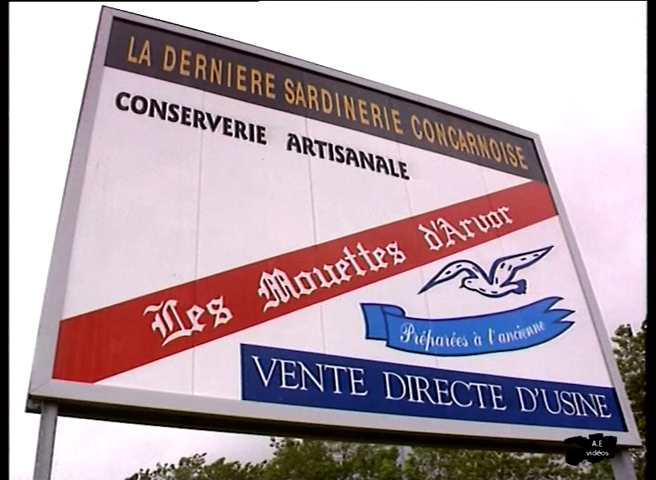 LA DERNIERE SARDINERIE CONCARNOISE
CONSERVERIE ARTISANALE
Les Mouettes d'Arvor
Préparées à l'ancienne
VENTE DIRECTE D'USINE
A.E
vidéos